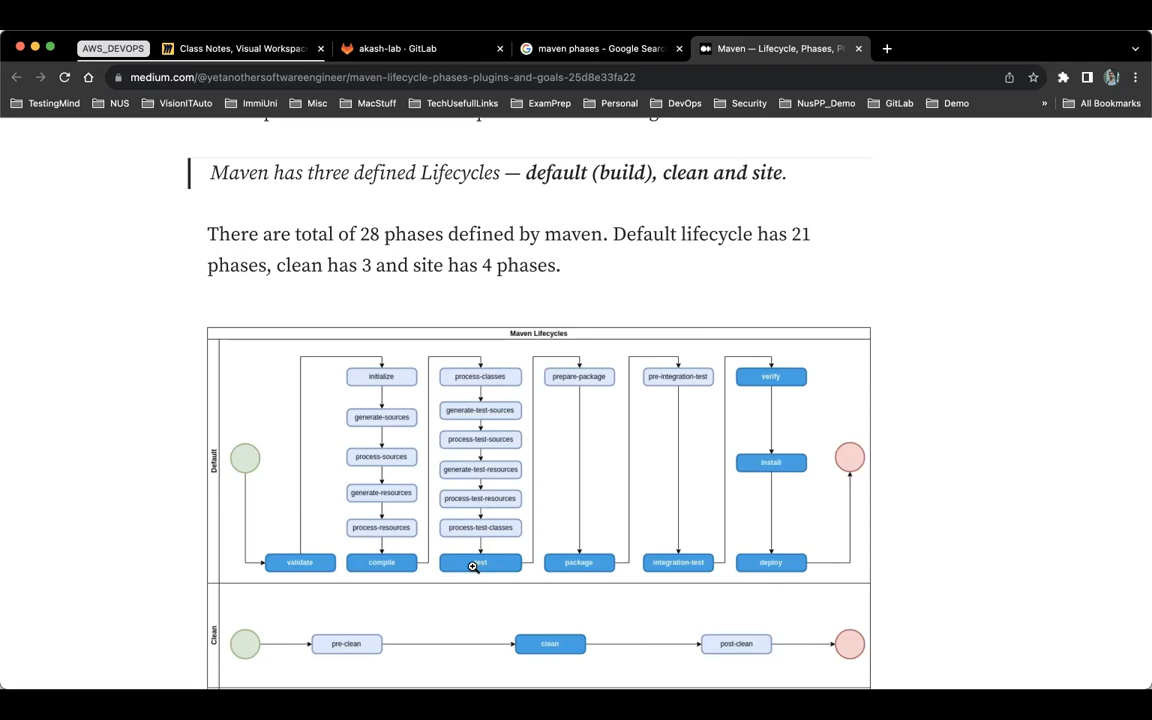 AWS_DEVOPS
Class Notes, Visual Workspac
akash-lab · GitLab
maven phases - Google Searc
Maven — Lifecycle, Phases, Pl
medium.com/@yetanothersoftwareengineer/maven-lifecycle-phases-plugins-and-goals-25d8e33fa22
TestingMind
NUS
VisionITAuto
ImmiUni
Misc
MacStuff
TechUsefullLinks
ExamPrep
Personal
DevOps
Security
NusPP_Demo
GitLab
Demo
»
All Bookmarks
Maven has three defined Lifecycles — default (build), clean and site.
There are total of 28 phases defined by maven. Default lifecycle has 21
phases, clean has 3 and site has 4 phases.
Maven Lifecycles
Default
initialize
process-classes
prepare-package
pre-integration-test
verify
generate-sources
generate-test-sources
process-sources
process-test-sources
install
generate-resources
generate-test-resources
process-resources
process-test-resources
process-test-classes
validate
compile
test
package
integration-test
deploy
Clean
pre-clean
clean
post-clean